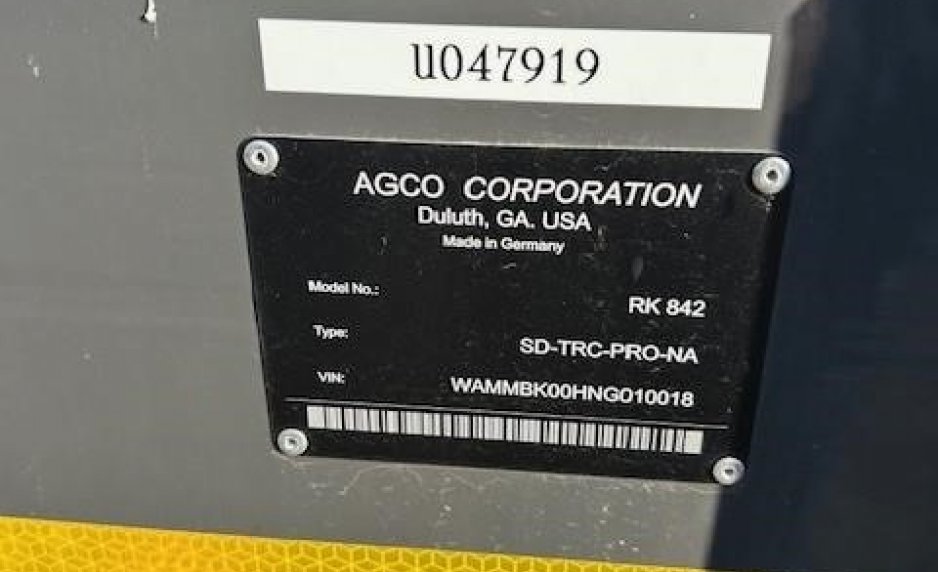 U047919
AGCO CORPORATION
Duluth, GA. USA
Made in Germany
Model No.: RK 842
Type: SD-TRC-PRO-NA
VIN: WAMMBK00HNG010018